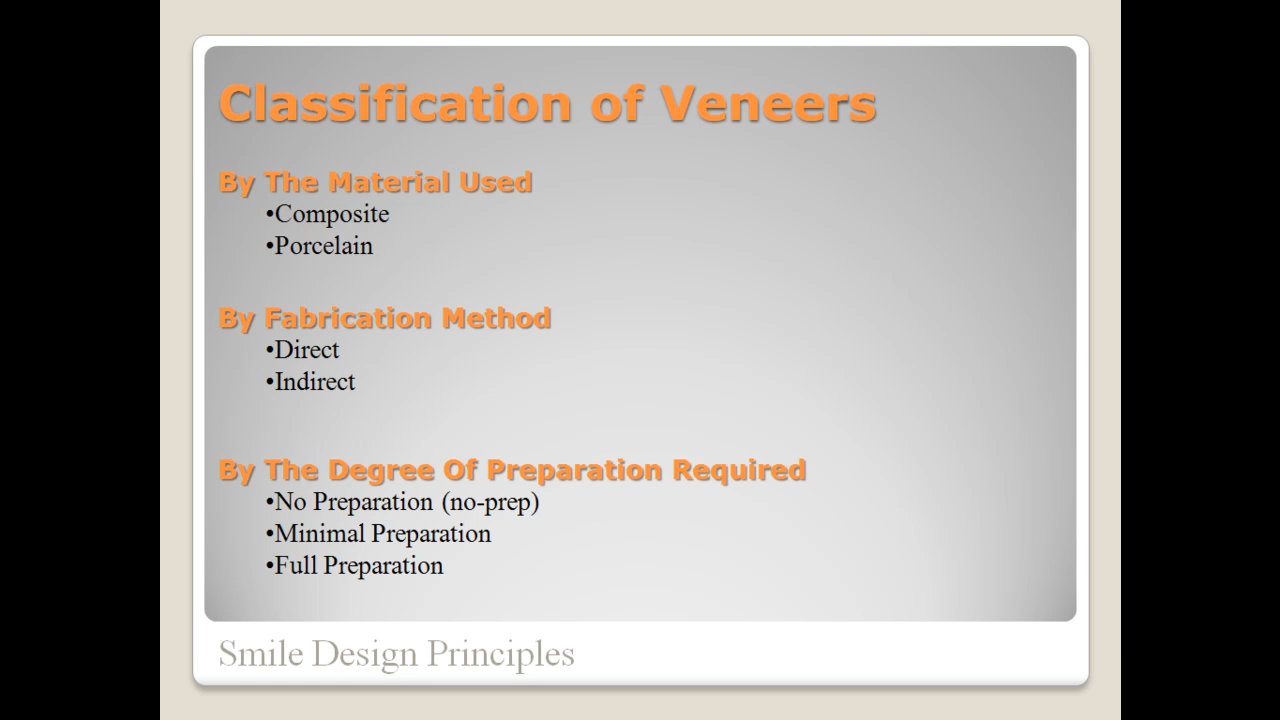 Classification of Veneers
By The Material Used
•Composite
•Porcelain
By Fabrication Method
•Direct
•Indirect
By The Degree Of Preparation Required
•No Preparation (no-prep)
•Minimal Preparation
•Full Preparation
Smile Design Principles